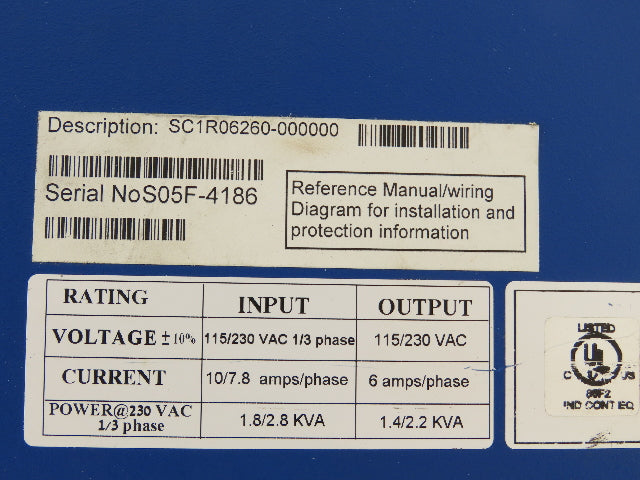 Description: SC1R06260-000000
Serial NoS05F-4186
Reference Manual/wiring
Diagram for installation and
protection information
RATING INPUT OUTPUT
VOLTAGE ±10% 115/230 VAC 1/3 phase 115/230 VAC
CURRENT 10/7.8 amps/phase 6 amps/phase
POWER@230 VAC
1/3 phase 1.8/2.8 KVA 1.4/2.2 KVA
LISTED
UL
C US
IND CONT EQ